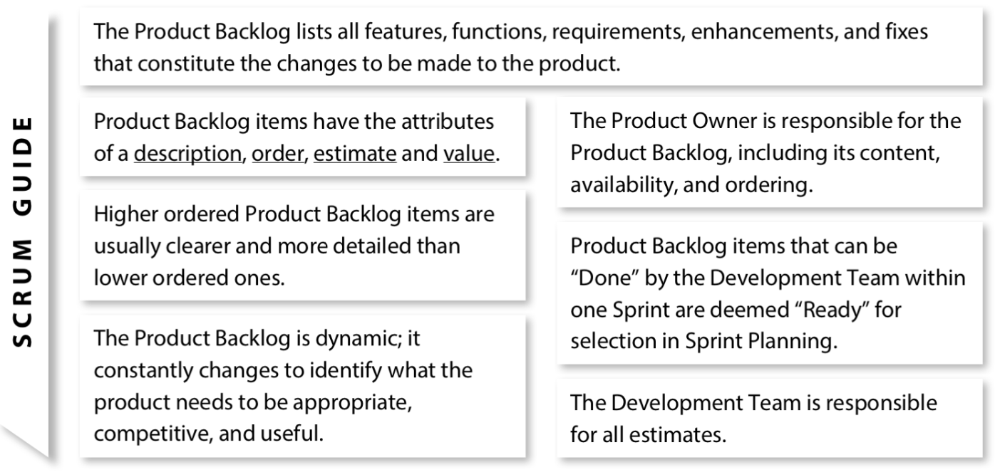 SCRUM GUIDE
The Product Backlog lists all features, functions, requirements, enhancements, and fixes
that constitute the changes to be made to the product.
Product Backlog items have the attributes
of a description, order, estimate and value.
Higher ordered Product Backlog items are
usually clearer and more detailed than
lower ordered ones.
The Product Backlog is dynamic; it
constantly changes to identify what the
product needs to be appropriate,
competitive, and useful.
The Product Owner is responsible for the
Product Backlog, including its content,
availability, and ordering.
Product Backlog items that can be
“Done” by the Development Team within
one Sprint are deemed “Ready” for
selection in Sprint Planning.
The Development Team is responsible
for all estimates.